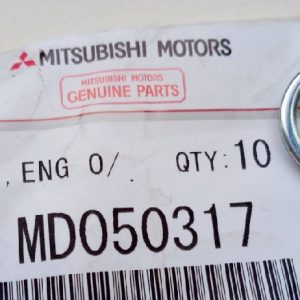 MITSUBISHI MOTORS
MITSUBISHI MOTORS
GENUINE PARTS
, ENG O/ . QTY:10
MD050317